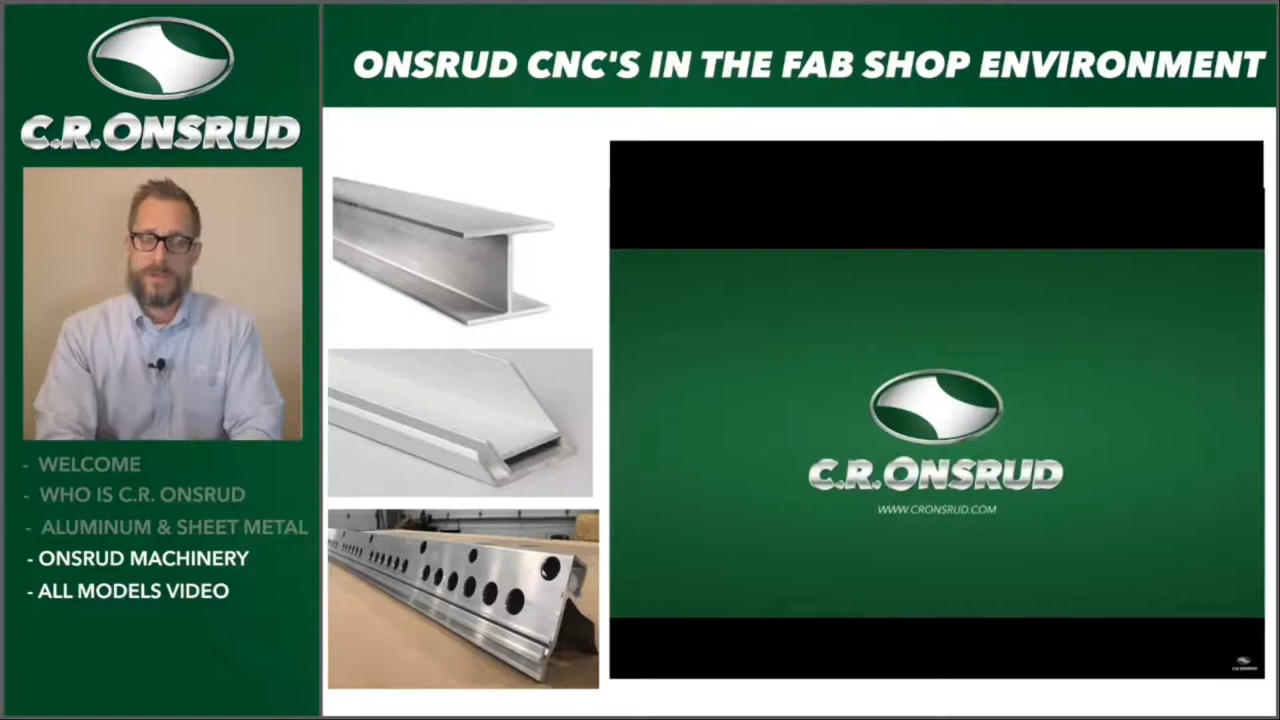 C.R.ONSRUD
ONSRUD CNC'S IN THE FAB SHOP ENVIRONMENT
- WELCOME
- WHO IS C.R. ONSRUD
- ALUMINUM & SHEET METAL
- ONSRUD MACHINERY
- ALL MODELS VIDEO
C.R.ONSRUD
WWW.CRONSRUD.COM
C.R.ONSRUD